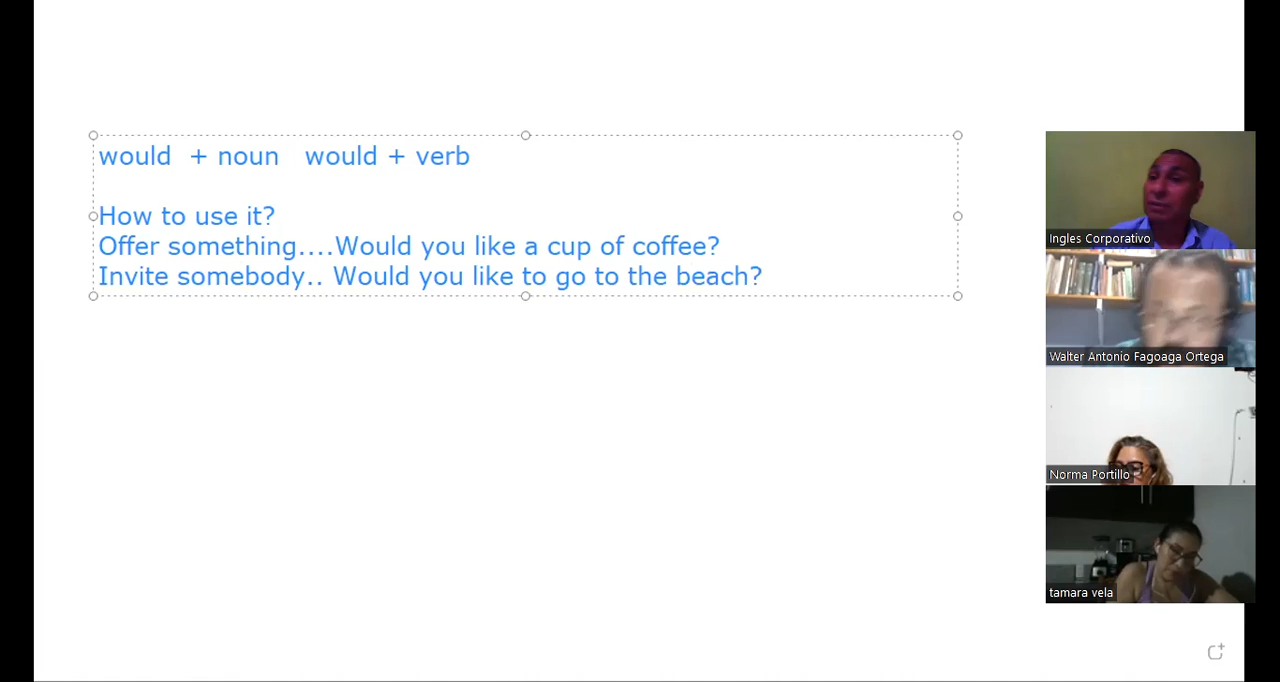 would + noun would + verb
How to use it?
Offer something....Would you like a cup of coffee?
Invite somebody.. Would you like to go to the beach?
Ingles Corporativo
Walter Antonio Fagoaga Ortega
Norma Portillo
tamara vela